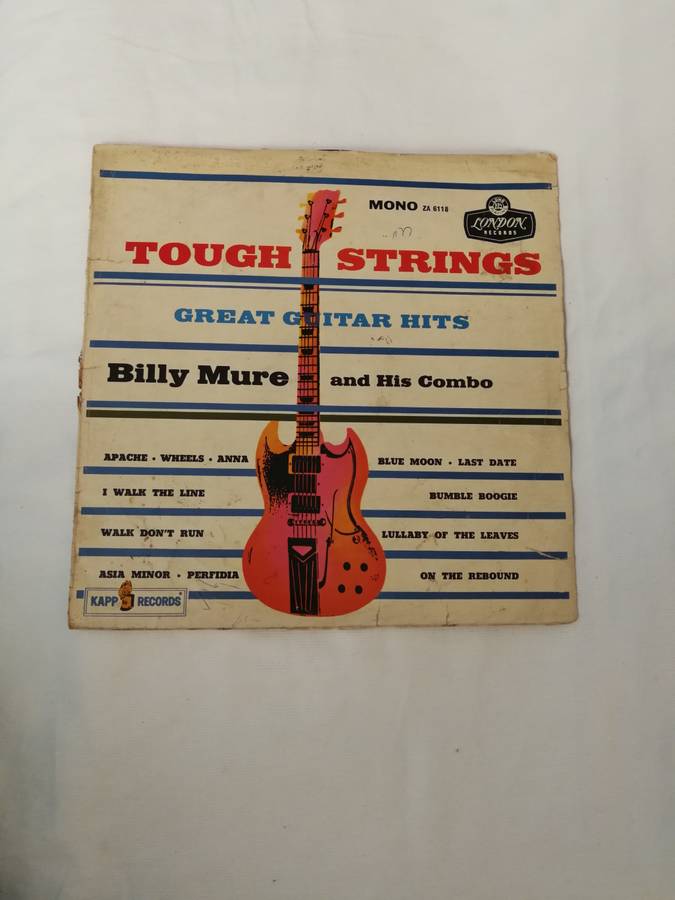 MONO ZA.6118
LONDON
RECORDS
TOUGH STRINGS
GREAT GUITAR HITS
Billy Mure and His Combo
APACHE • WHEELS • ANNA
BLUE MOON • LAST DATE
I WALK THE LINE
BUMBLE BOOGIE
WALK DON'T RUN
LULLABY OF THE LEAVES
ASIA MINOR • PERFIDIA
ON THE REBOUND
KAPP RECORDS